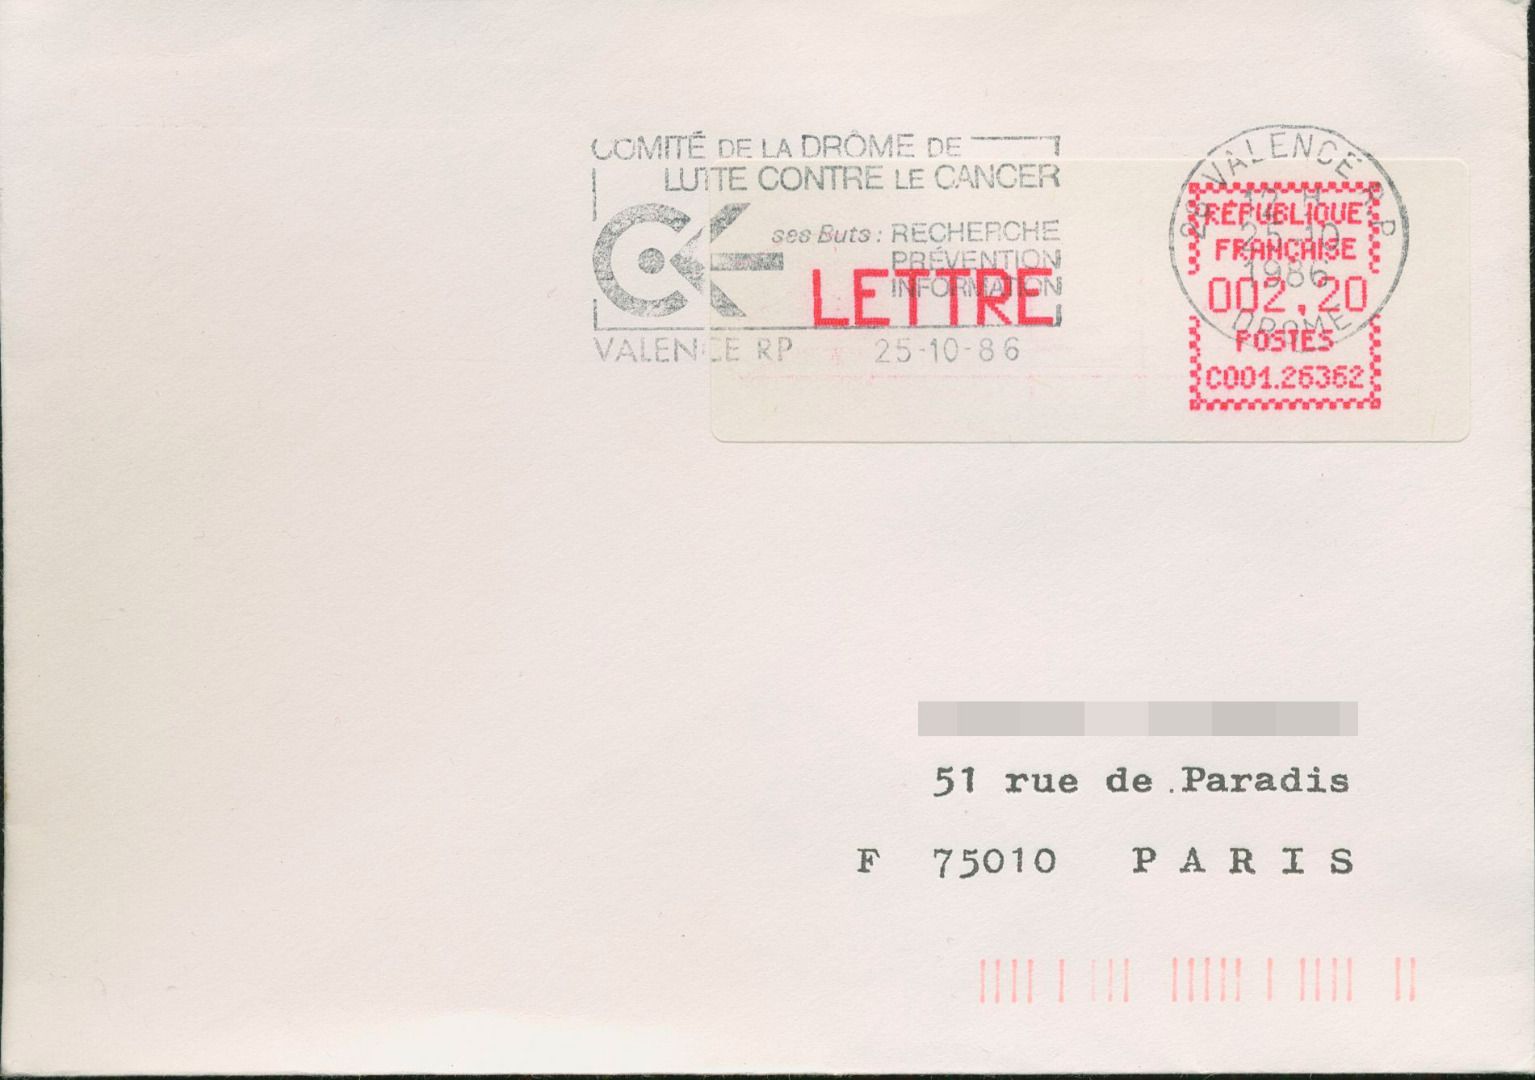 COMITÉ DE LA DRÔME DE
LUTTE CONTRE LE CANCER
ses Buts : RECHERCHE
PRÉVENTION
INFORMATION
LETTRE
VALENCE RP 25-10-86
26 VALENCE R.P
12 H
25-10
1986
DROME
RÉPUBLIQUE
FRANÇAISE
002,20
POSTES
C001.26362
51 rue de Paradis
F 75010 PARIS